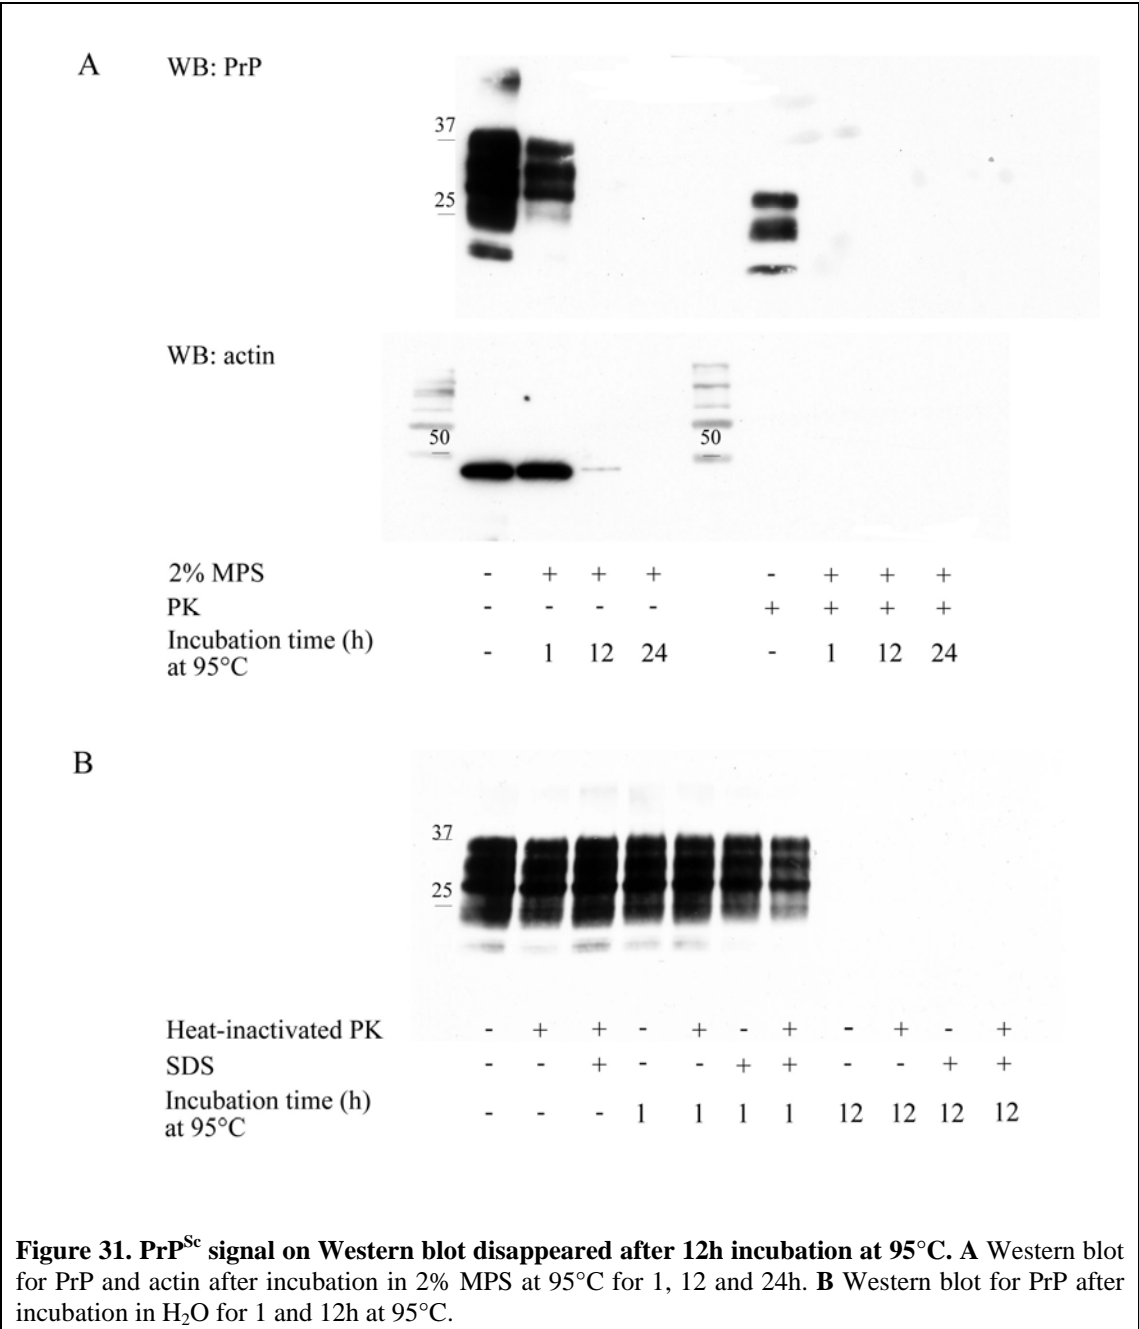 A WB: PrP
37
25
WB: actin
50 50
2% MPS - + + + - + + +
PK - - - - + + + +
Incubation time (h)
at 95°C - 1 12 24 - 1 12 24
B
37
25
Heat-inactivated PK - + + - + - + - + - +
SDS - - + - - + + - - + +
Incubation time (h)
at 95°C - - - 1 1 1 1 12 12 12 12
Figure 31. PrPSc signal on Western blot disappeared after 12h incubation at 95°C. A Western blot
for PrP and actin after incubation in 2% MPS at 95°C for 1, 12 and 24h. B Western blot for PrP after
incubation in H2O for 1 and 12h at 95°C.